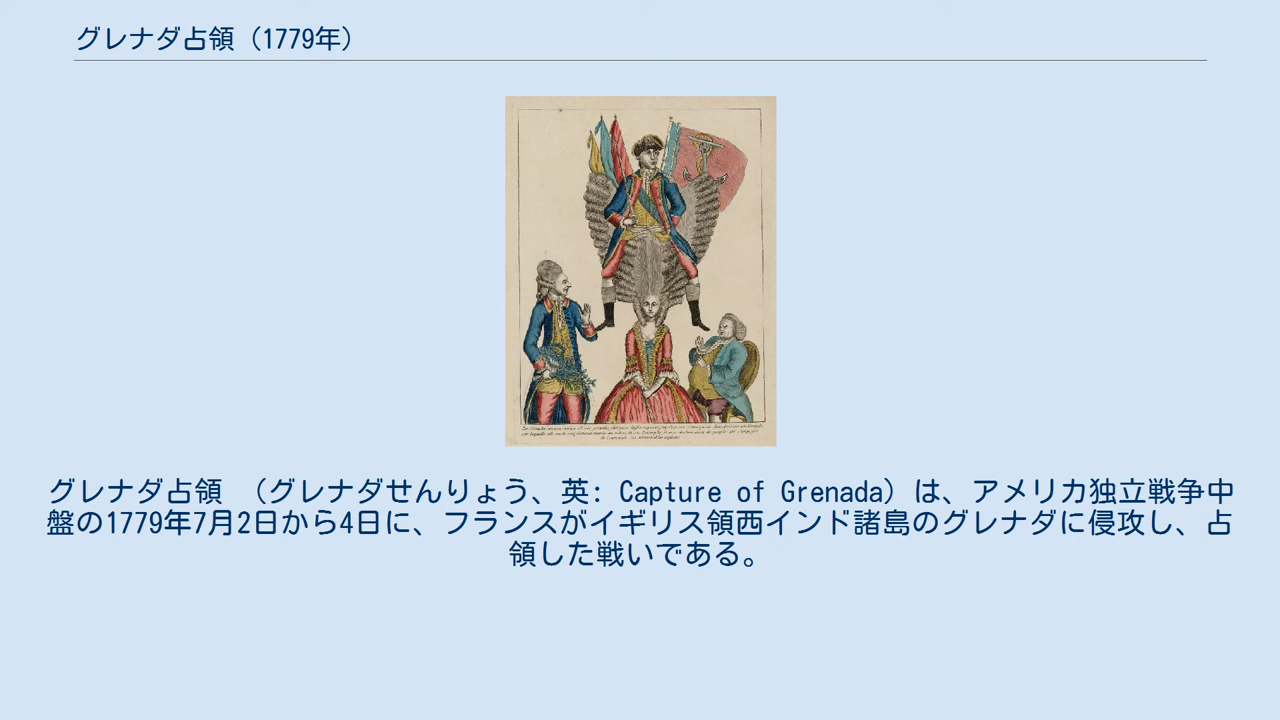 グレナダ占領（1779年）
グレナダ占領 （グレナダせんりょう、英: Capture of Grenada）は、アメリカ独立戦争中
盤の1779年7月2日から4日に、フランスがイギリス領西インド諸島のグレナダに侵攻し、占
領した戦いである。